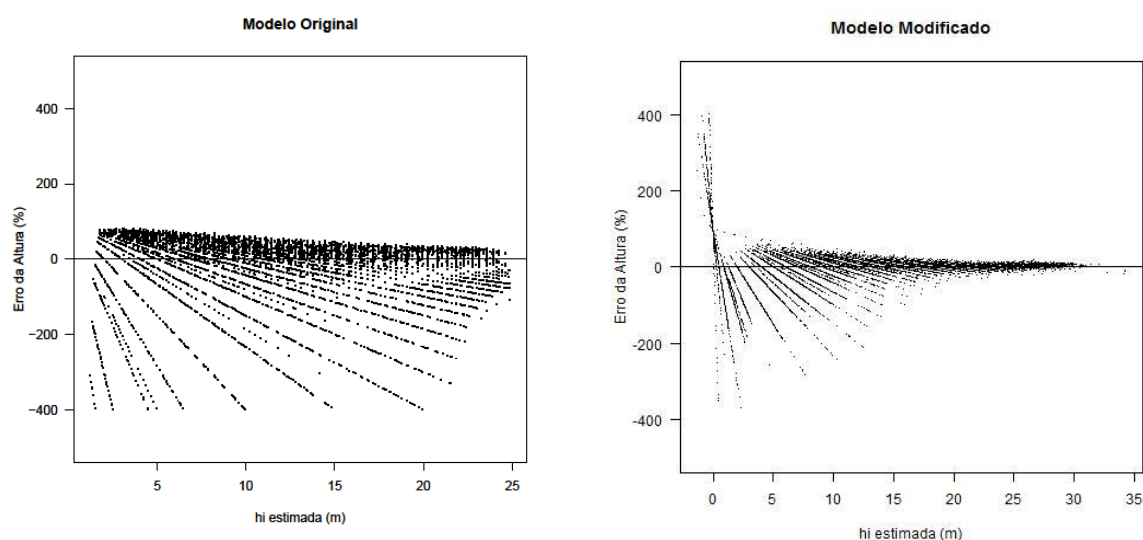 Modelo Original
Erro da Altura (%)
400
200
0
−200
−400
5 10 15 20 25
hi estimada (m)
Modelo Modificado
Erro da Altura (%)
400
200
0
-200
-400
0 5 10 15 20 25 30 35
hi estimada (m)